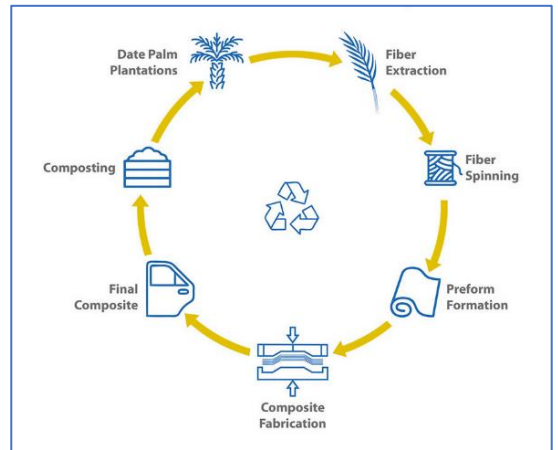 Date Palm
Plantations
Fiber
Extraction
Fiber
Spinning
Preform
Formation
Composite
Fabrication
Final
Composite
Composting